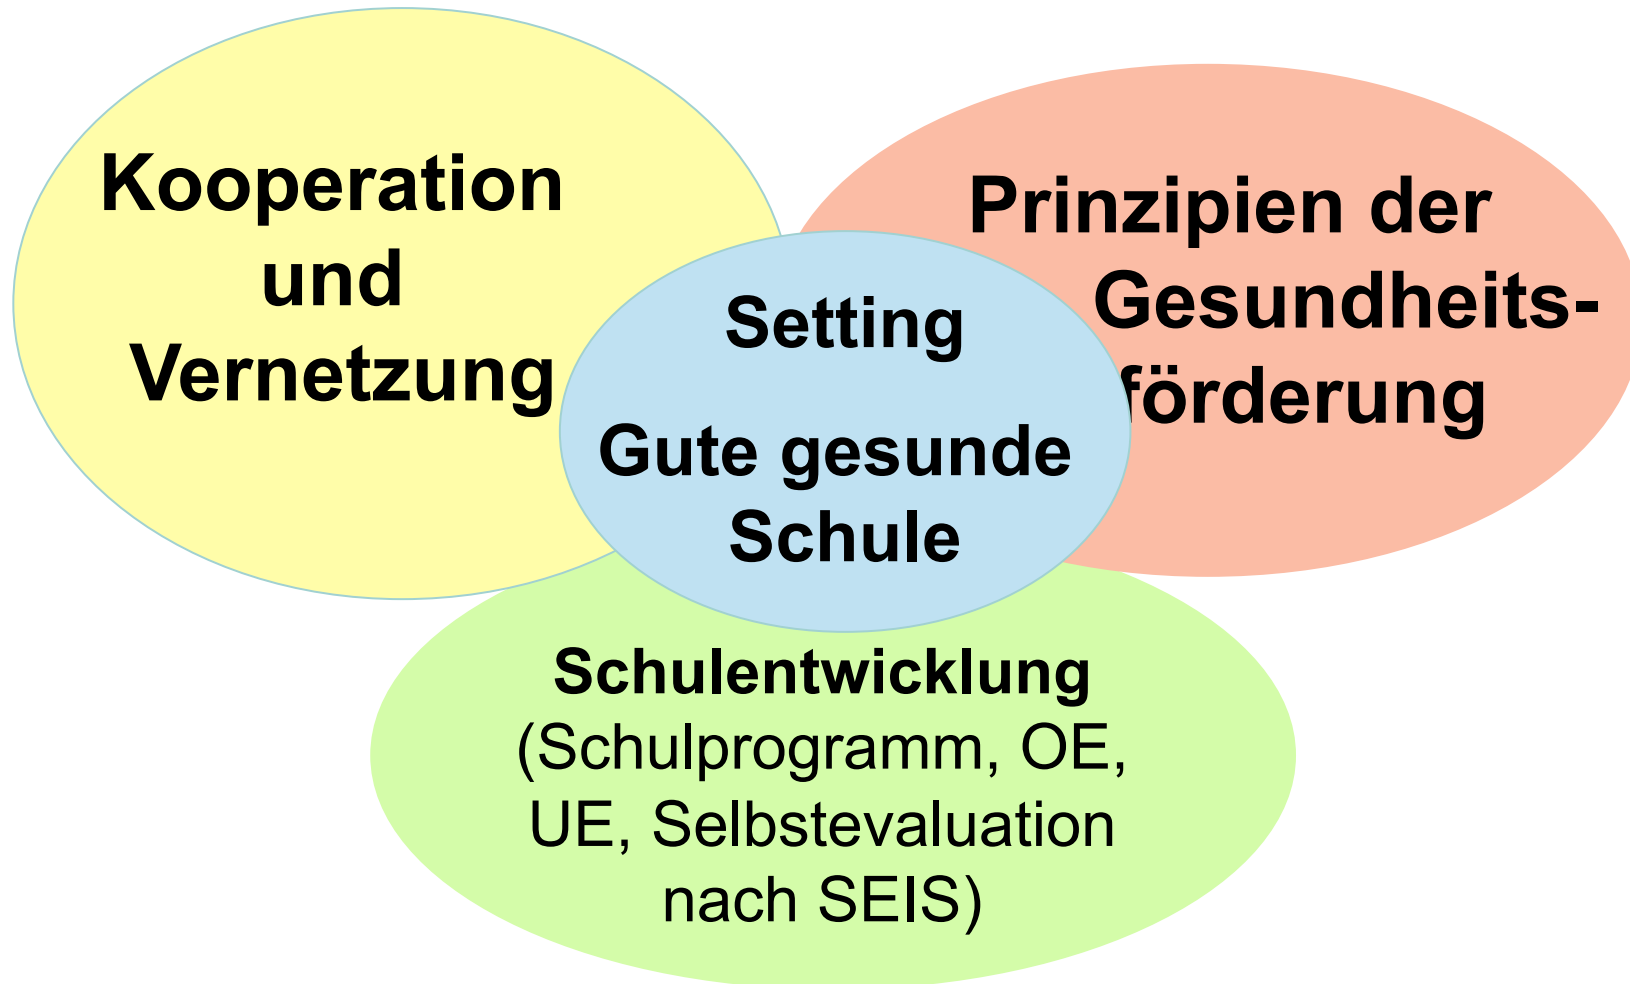 Kooperation
und
Vernetzung
Prinzipien der
Gesundheits-
förderung
Setting
Gute gesunde
Schule
Schulentwicklung
(Schulprogramm, OE,
UE, Selbstevaluation
nach SEIS)